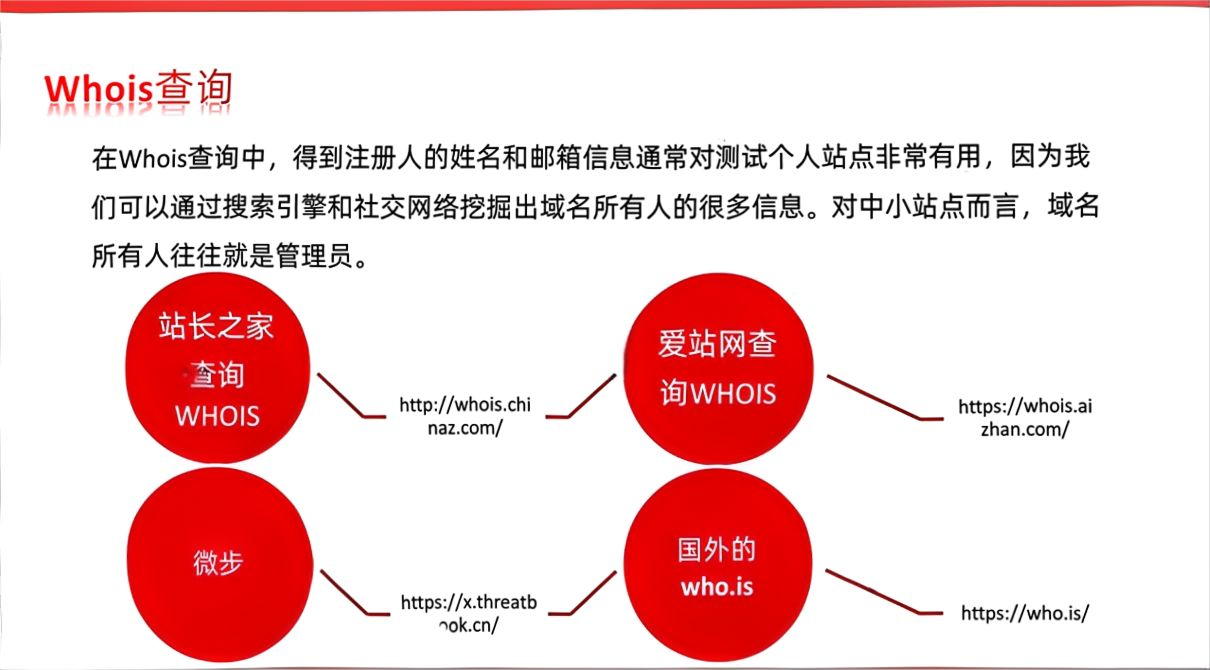 Whois查询
在Whois查询中，得到注册人的姓名和邮箱信息通常对测试个人站点非常有用，因为我
们可以通过搜索引擎和社交网络挖掘出域名所有人的很多信息。对中小站点而言，域名
所有人往往就是管理员。
站长之家
查询
WHOIS
http://whois.chi
naz.com/
爱站网查
询WHOIS
https://whois.ai
zhan.com/
微步
https://x.threatb
ook.cn/
国外的
who.is
https://who.is/